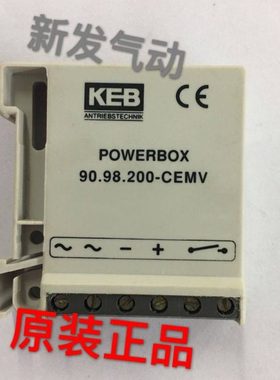 新发气动
KEB
CE
ANTRIEBSTECHNIK
POWERBOX
90.98.200-CEMV
~ ~ - +
原装正品